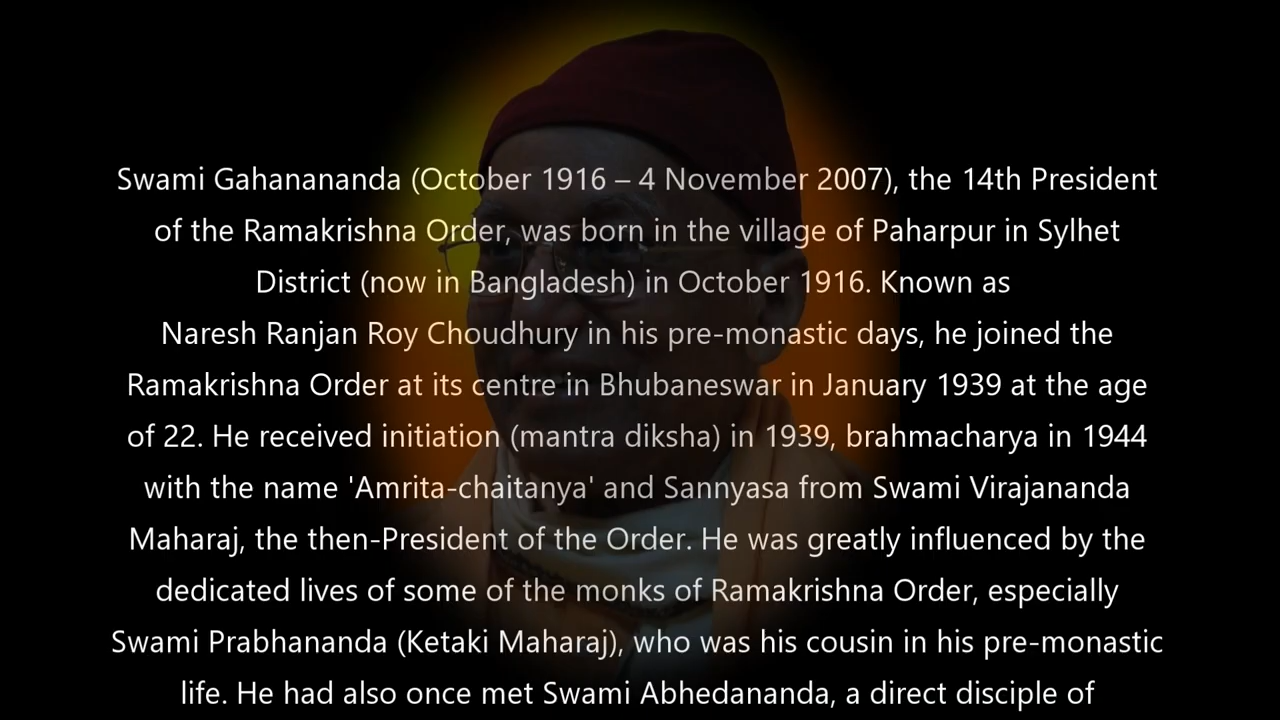 Swami Gahanananda (October 1916 – 4 November 2007), the 14th President
of the Ramakrishna Order, was born in the village of Paharpur in Sylhet
District (now in Bangladesh) in October 1916. Known as
Naresh Ranjan Roy Choudhury in his pre-monastic days, he joined the
Ramakrishna Order at its centre in Bhubaneswar in January 1939 at the age
of 22. He received initiation (mantra diksha) in 1939, brahmacharya in 1944
with the name 'Amrita-chaitanya' and Sannyasa from Swami Virajananda
Maharaj, the then-President of the Order. He was greatly influenced by the
dedicated lives of some of the monks of Ramakrishna Order, especially
Swami Prabhananda (Ketaki Maharaj), who was his cousin in his pre-monastic
life. He had also once met Swami Abhedananda, a direct disciple of